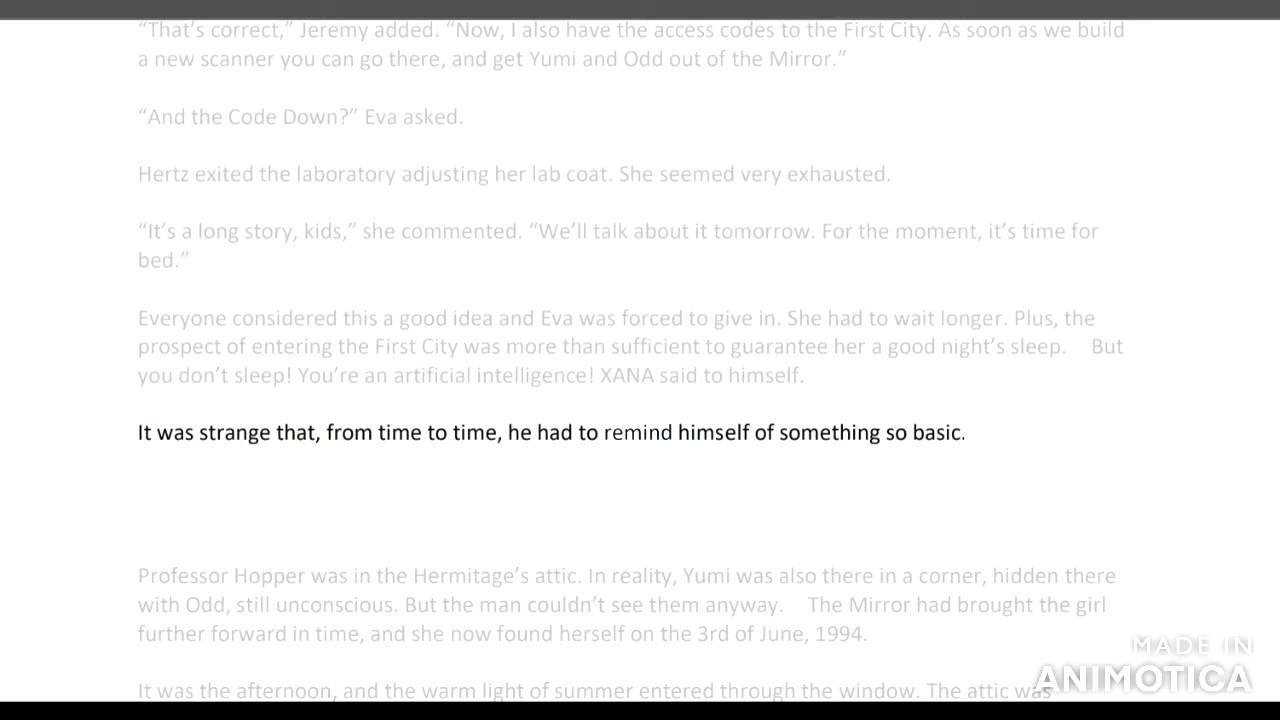 “That’s correct,” Jeremy added. “Now, I also have the access codes to the First City. As soon as we build
a new scanner you can go there, and get Yumi and Odd out of the Mirror.”
“And the Code Down?” Eva asked.
Hertz exited the laboratory adjusting her lab coat. She seemed very exhausted.
“It’s a long story, kids,” she commented. “We’ll talk about it tomorrow. For the moment, it’s time for
bed.”
Everyone considered this a good idea and Eva was forced to give in. She had to wait longer. Plus, the
prospect of entering the First City was more than sufficient to guarantee her a good night’s sleep. But
you don’t sleep! You’re an artificial intelligence! XANA said to himself.
It was strange that, from time to time, he had to remind himself of something so basic.
Professor Hopper was in the Hermitage’s attic. In reality, Yumi was also there in a corner, hidden there
with Odd, still unconscious. But the man couldn’t see them anyway. The Mirror had brought the girl
further forward in time, and she now found herself on the 3rd of June, 1994.
It was the afternoon, and the warm light of summer entered through the window. The attic was
MADE IN
ANIMOTICA